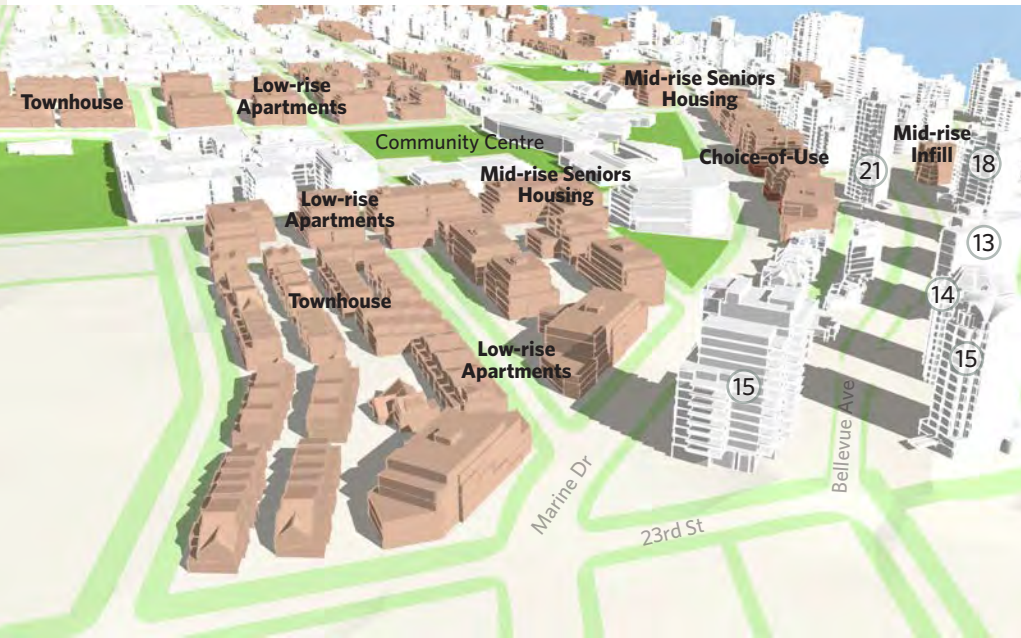 Townhouse
Low-rise
Apartments
Mid-rise Seniors
Housing
Community Centre
Mid-rise
Infill
Choice-of-Use
21
18
Mid-rise Seniors
Housing
Low-rise
Apartments
13
Townhouse
14
Low-rise
Apartments
15
15
Bellevue Ave
Marine Dr
23rd St